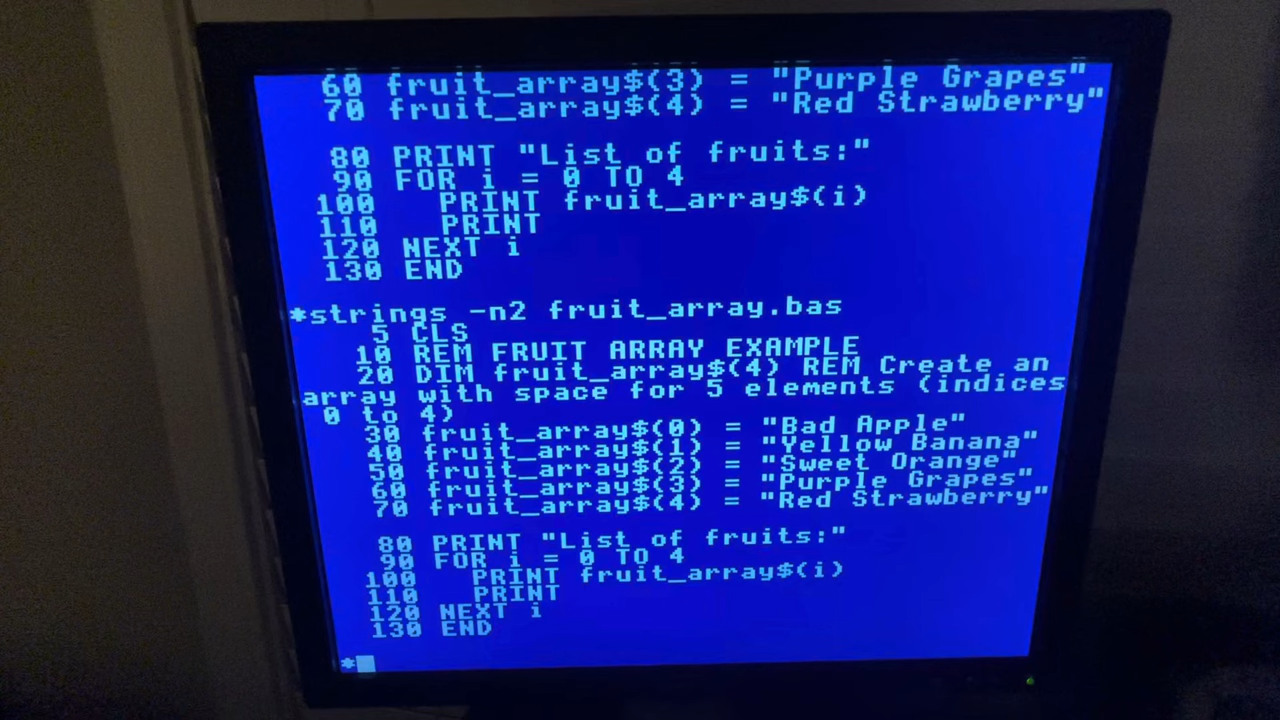 60 fruit_array$(3) = "Purple Grapes"
70 fruit_array$(4) = "Red Strawberry"
80 PRINT "List of fruits:"
90 FOR i = 0 TO 4
100 PRINT fruit_array$(i)
110 PRINT
120 NEXT i
130 END
*strings -n2 fruit_array.bas
5 CLS
10 REM FRUIT ARRAY EXAMPLE
20 DIM fruit_array$(4) REM Create an
array with space for 5 elements (indices
0 to 4)
30 fruit_array$(0) = "Bad Apple"
40 fruit_array$(1) = "Yellow Banana"
50 fruit_array$(2) = "Sweet Orange"
60 fruit_array$(3) = "Purple Grapes"
70 fruit_array$(4) = "Red Strawberry"
80 PRINT "List of fruits:"
90 FOR i = 0 TO 4
100 PRINT fruit_array$(i)
110 PRINT
120 NEXT i
130 END
*